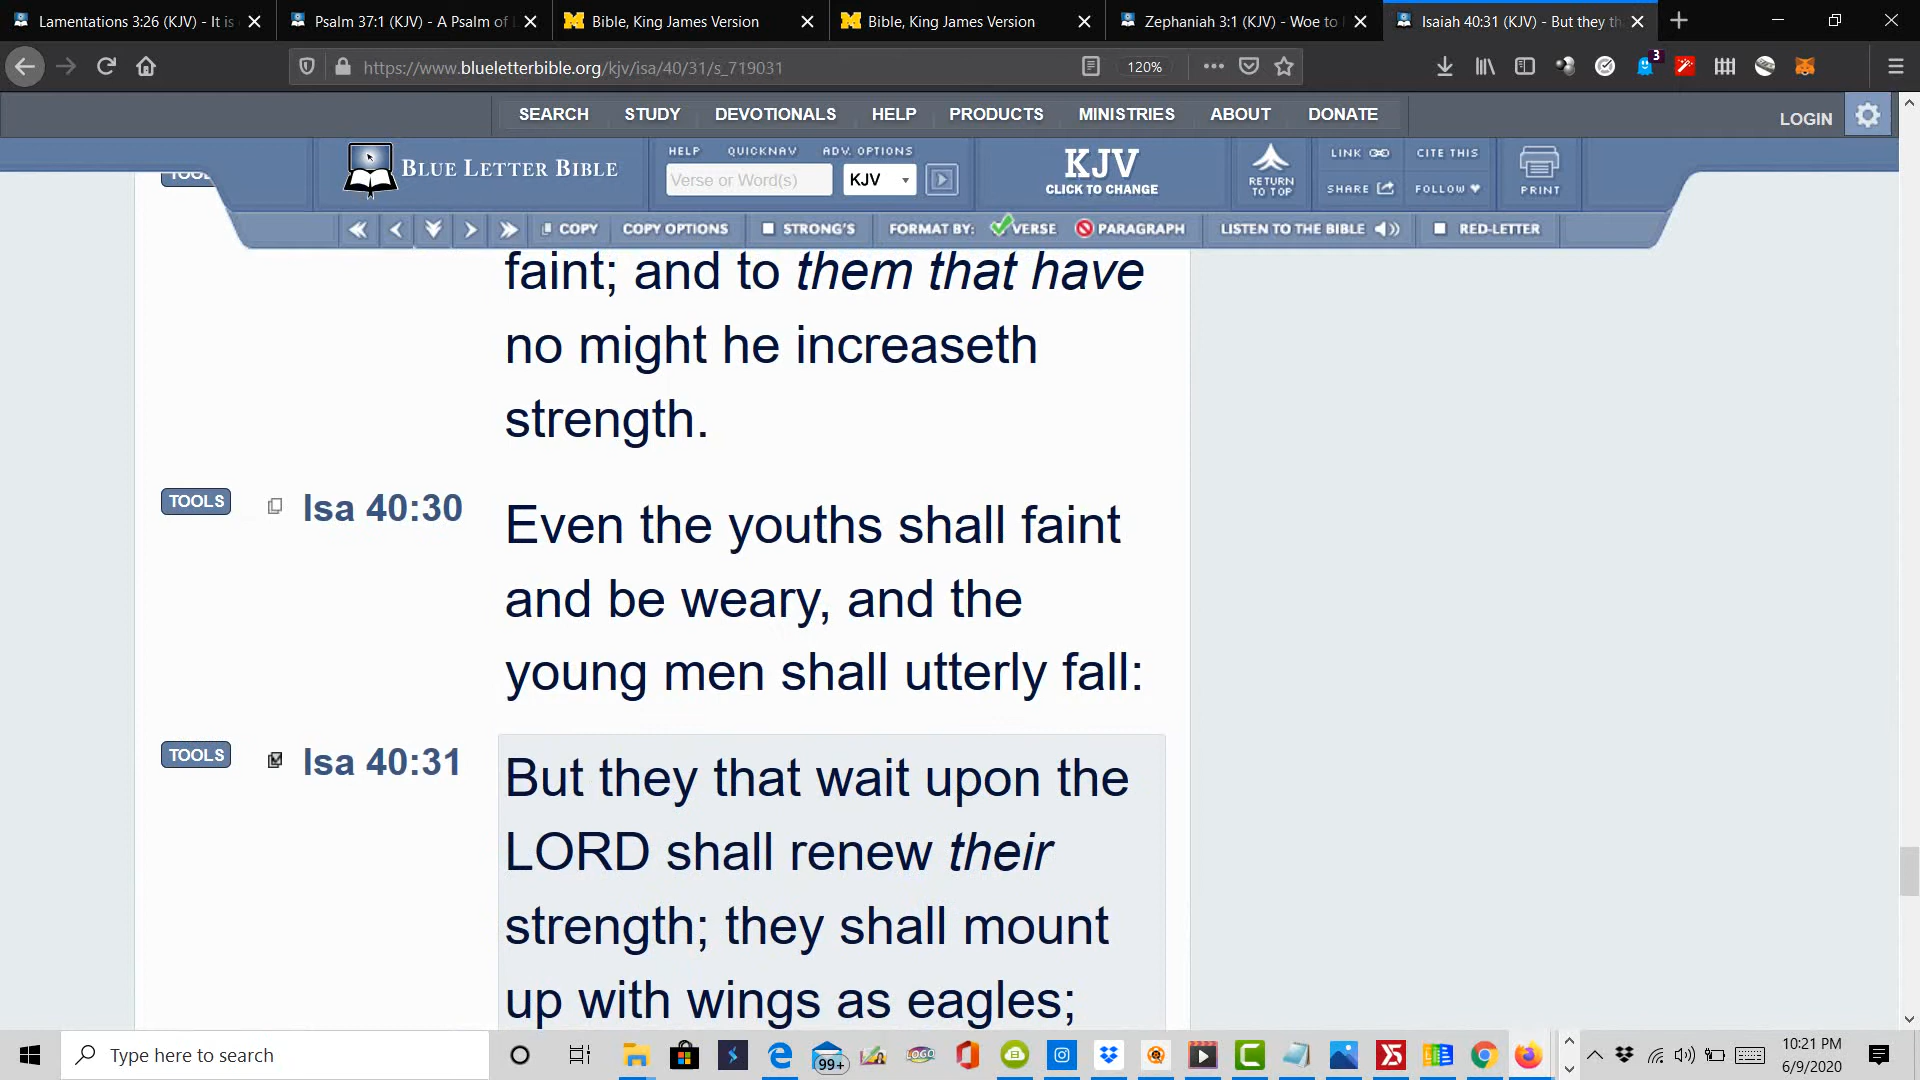 Lamentations 3:26 (KJV) - It is
Psalm 37:1 (KJV) - A Psalm of
Bible, King James Version
Bible, King James Version
Zephaniah 3:1 (KJV) - Woe to
Isaiah 40:31 (KJV) - But they th
https://www.blueletterbible.org/kjv/isa/40/31/s_719031
120%
3
SEARCH STUDY DEVOTIONALS HELP PRODUCTS MINISTRIES ABOUT DONATE
LOGIN
BLUE LETTER BIBLE
HELP QUICKNAV ADV. OPTIONS
Verse or Word(s)
KJV
KJV
CLICK TO CHANGE
RETURN
TO TOP
LINK CITE THIS
SHARE FOLLOW
PRINT
COPY COPY OPTIONS STRONG'S FORMAT BY: VERSE PARAGRAPH LISTEN TO THE BIBLE RED-LETTER
TOOLS
faint; and to them that have
no might he increaseth
strength.
TOOLS
Isa 40:30
Even the youths shall faint
and be weary, and the
young men shall utterly fall:
TOOLS
Isa 40:31
But they that wait upon the
LORD shall renew their
strength; they shall mount
up with wings as eagles;
Type here to search
99+
LOGO
10:21 PM
6/9/2020